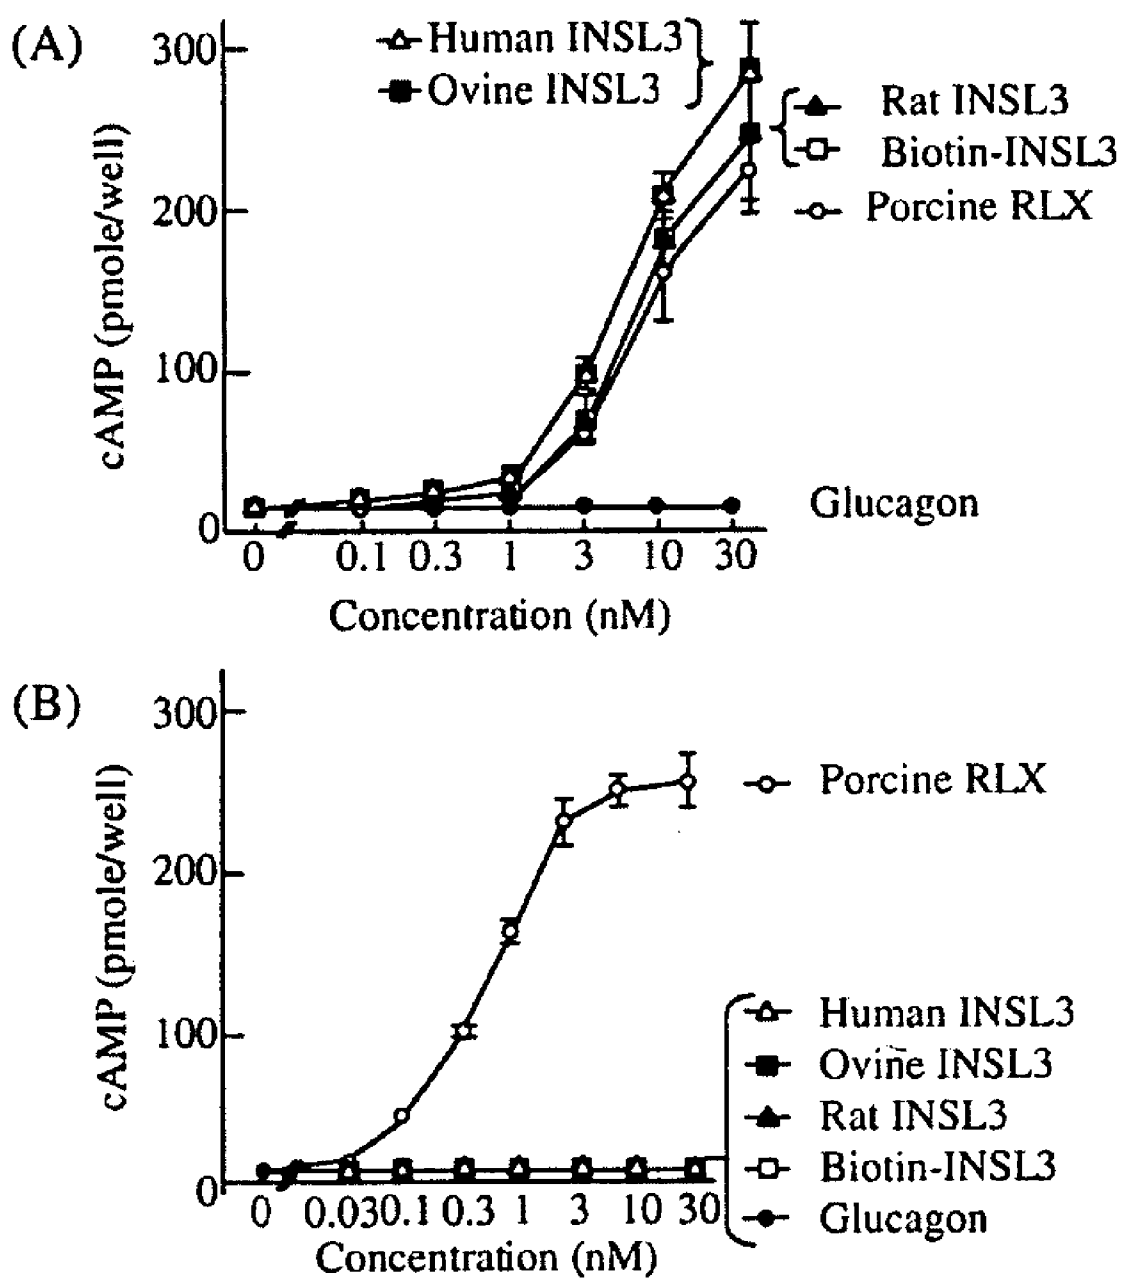 (A)
300
200
100
0
cAMP (pmole/well)
Human INSL3
Ovine INSL3
Rat INSL3
Biotin-INSL3
Porcine RLX
Glucagon
0 0.1 0.3 1 3 10 30
Concentration (nM)
(B)
300
200
100
0
cAMP (pmole/well)
Porcine RLX
Human INSL3
Ovine INSL3
Rat INSL3
Biotin-INSL3
Glucagon
0 0.03 0.1 0.3 1 3 10 30
Concentration (nM)